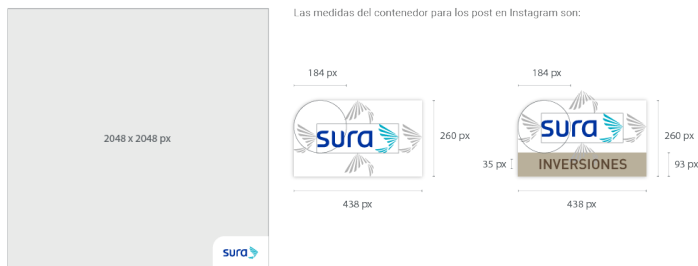 Las medidas del contenedor para los post en Instagram son:
2048 x 2048 px
sura
184 px
sura
260 px
438 px
184 px
sura
INVERSIONES
35 px
260 px
93 px
438 px